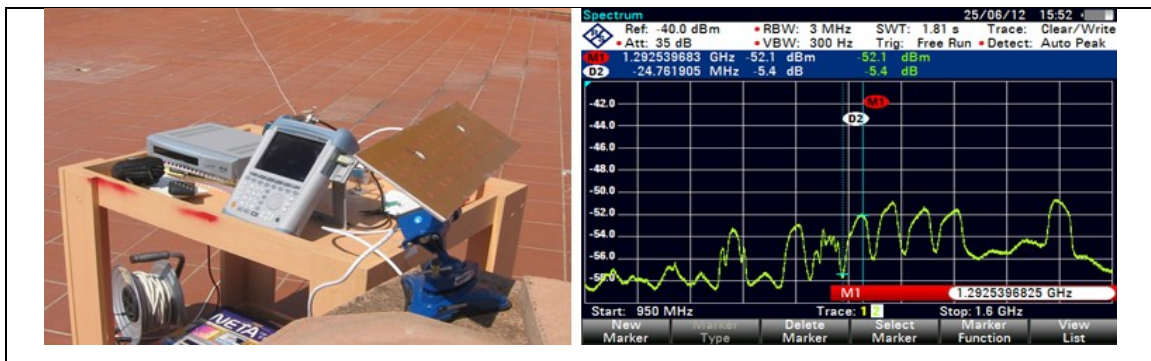 NETA
Spectrum 25/06/12 15:52
Ref: -40.0 dBm • RBW: 3 MHz SWT: 1.81 s Trace: Clear/Write
• Att: 35 dB • VBW: 300 Hz Trig: Free Run • Detect: Auto Peak
M1 1.292539683 GHz -52.1 dBm -52.1 dBm
D2 -24.761905 MHz -5.4 dB -5.4 dB
-42.0
M1
D2
-44.0
-46.0
-48.0
-50.0
-52.0
-54.0
-56.0
M1 1.2925396825 GHz
Start: 950 MHz Trace: 1 2 Stop: 1.6 GHz
New Marker Delete Select Marker View
Marker Type Marker Marker Function List